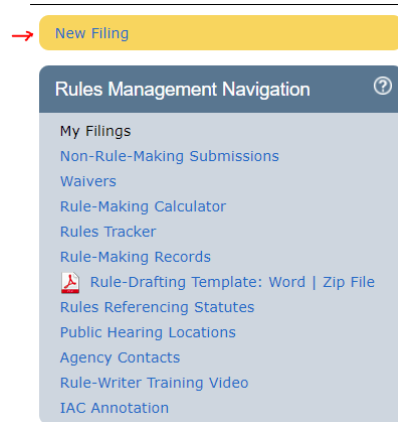 New Filing
Rules Management Navigation ?
My Filings
Non-Rule-Making Submissions
Waivers
Rule-Making Calculator
Rules Tracker
Rule-Making Records
Rule-Drafting Template: Word | Zip File
Rules Referencing Statutes
Public Hearing Locations
Agency Contacts
Rule-Writer Training Video
IAC Annotation